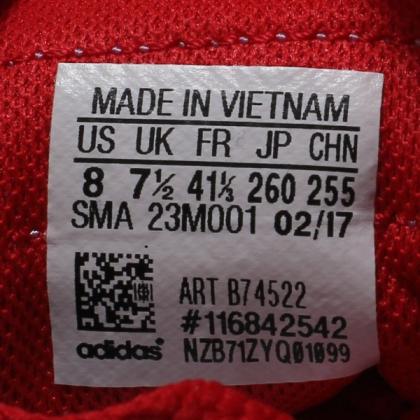 MADE IN VIETNAM
US UK FR JP CHN
8 7½ 41⅓ 260 255
SMA 23M001 02/17
ART B74522
#116842542
adidas NZB71ZYQ01099